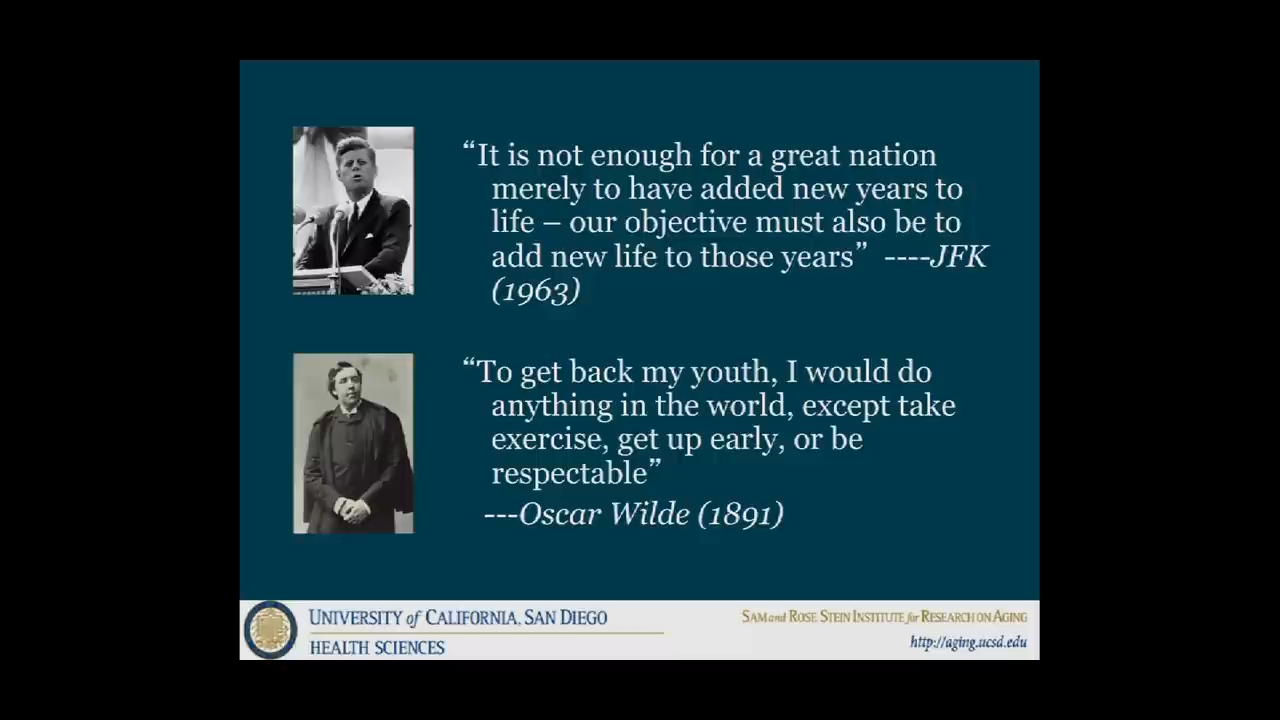 “It is not enough for a great nation
merely to have added new years to
life – our objective must also be to
add new life to those years” ----JFK
(1963)
“To get back my youth, I would do
anything in the world, except take
exercise, get up early, or be
respectable”
---Oscar Wilde (1891)
UNIVERSITY of CALIFORNIA, SAN DIEGO
HEALTH SCIENCES
SAM and ROSE STEIN INSTITUTE for RESEARCH ON AGING
http://aging.ucsd.edu